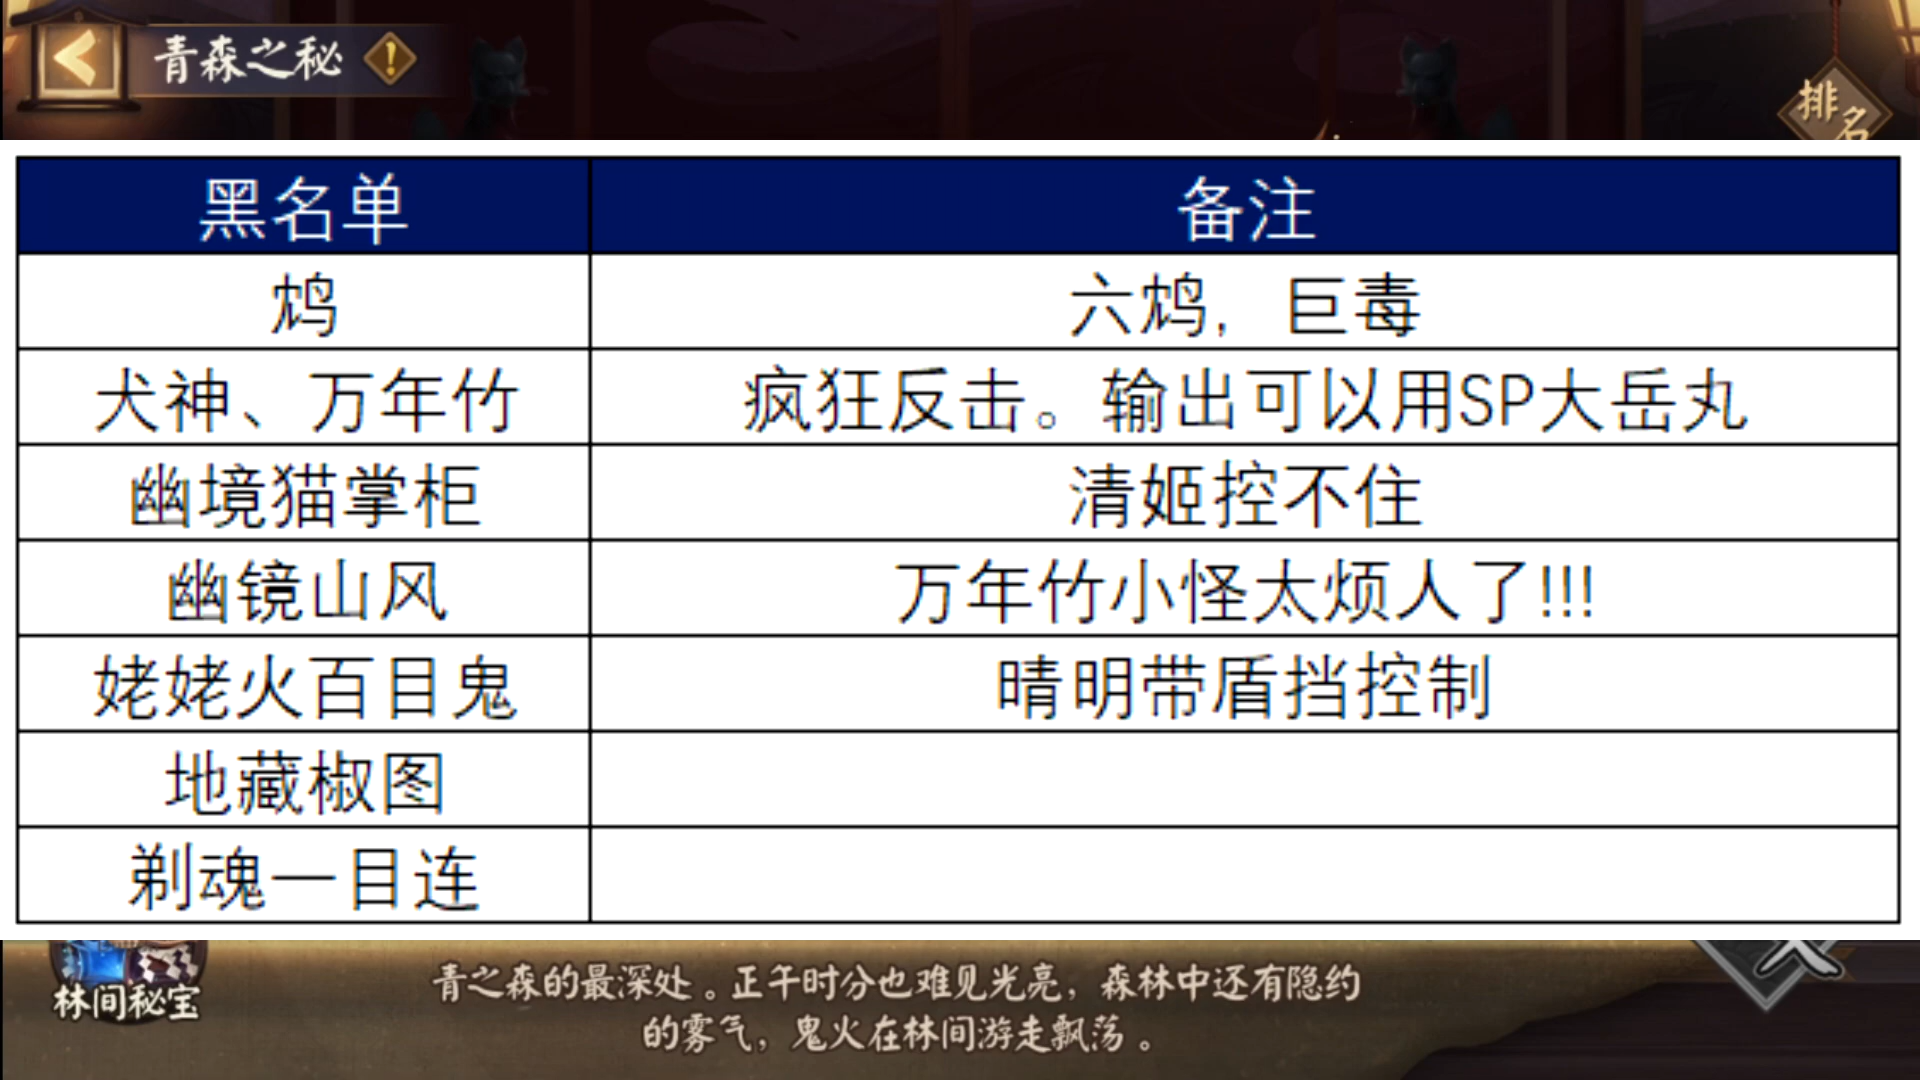 青森之秘
排名
黑名单 备注
鸩 六鸩，巨毒
犬神、万年竹 疯狂反击。输出可以用SP大岳丸
幽境猫掌柜 清姬控不住
幽镜山风 万年竹小怪太烦人了!!!
姥姥火百目鬼 晴明带盾挡控制
地藏椒图
剃魂一目连
林间秘宝
青之森的最深处。正午时分也难见光亮，森林中还有隐约
的雾气，鬼火在林间游走飘荡。